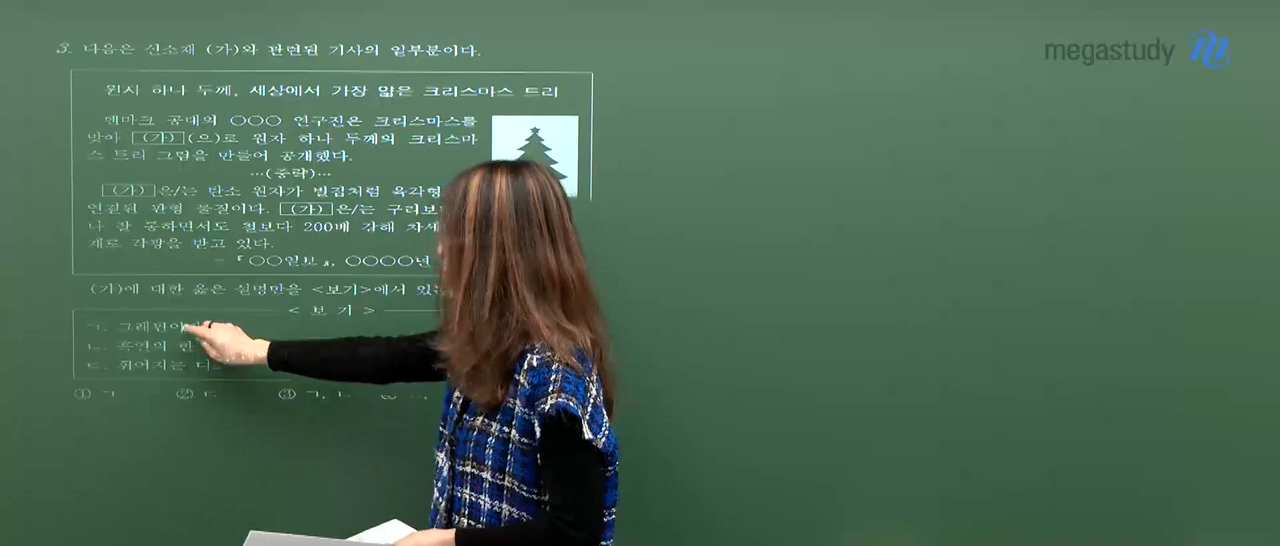 3. 다음은 신소재 (가)와 관련된 기사의 일부분이다.
megastudy
원자 하나 두께, 세상에서 가장 얇은 크리스마스 트리
덴마크 공대의 ○○○ 연구진은 크리스마스를
맞아 (가) (으)로 원자 하나 두께의 크리스마
스 트리 그림을 만들어 공개했다.
…(중략)…
(가) 은/는 탄소 원자가 벌집처럼 육각형
연결된 판형 물질이다. (가) 은/는 구리보
나 잘 통하면서도 철보다 200배 강해 차세
재로 각광을 받고 있다.
- 『○○일보』, ○○○○년
(가)에 대한 옳은 설명만을 <보기>에서 있는
< 보 기 >
ㄱ. 그래핀이
ㄴ. 흑연의 한
ㄷ. 휘어지는 디
① ㄱ ② ㄷ ③ ㄱ, ㄴ